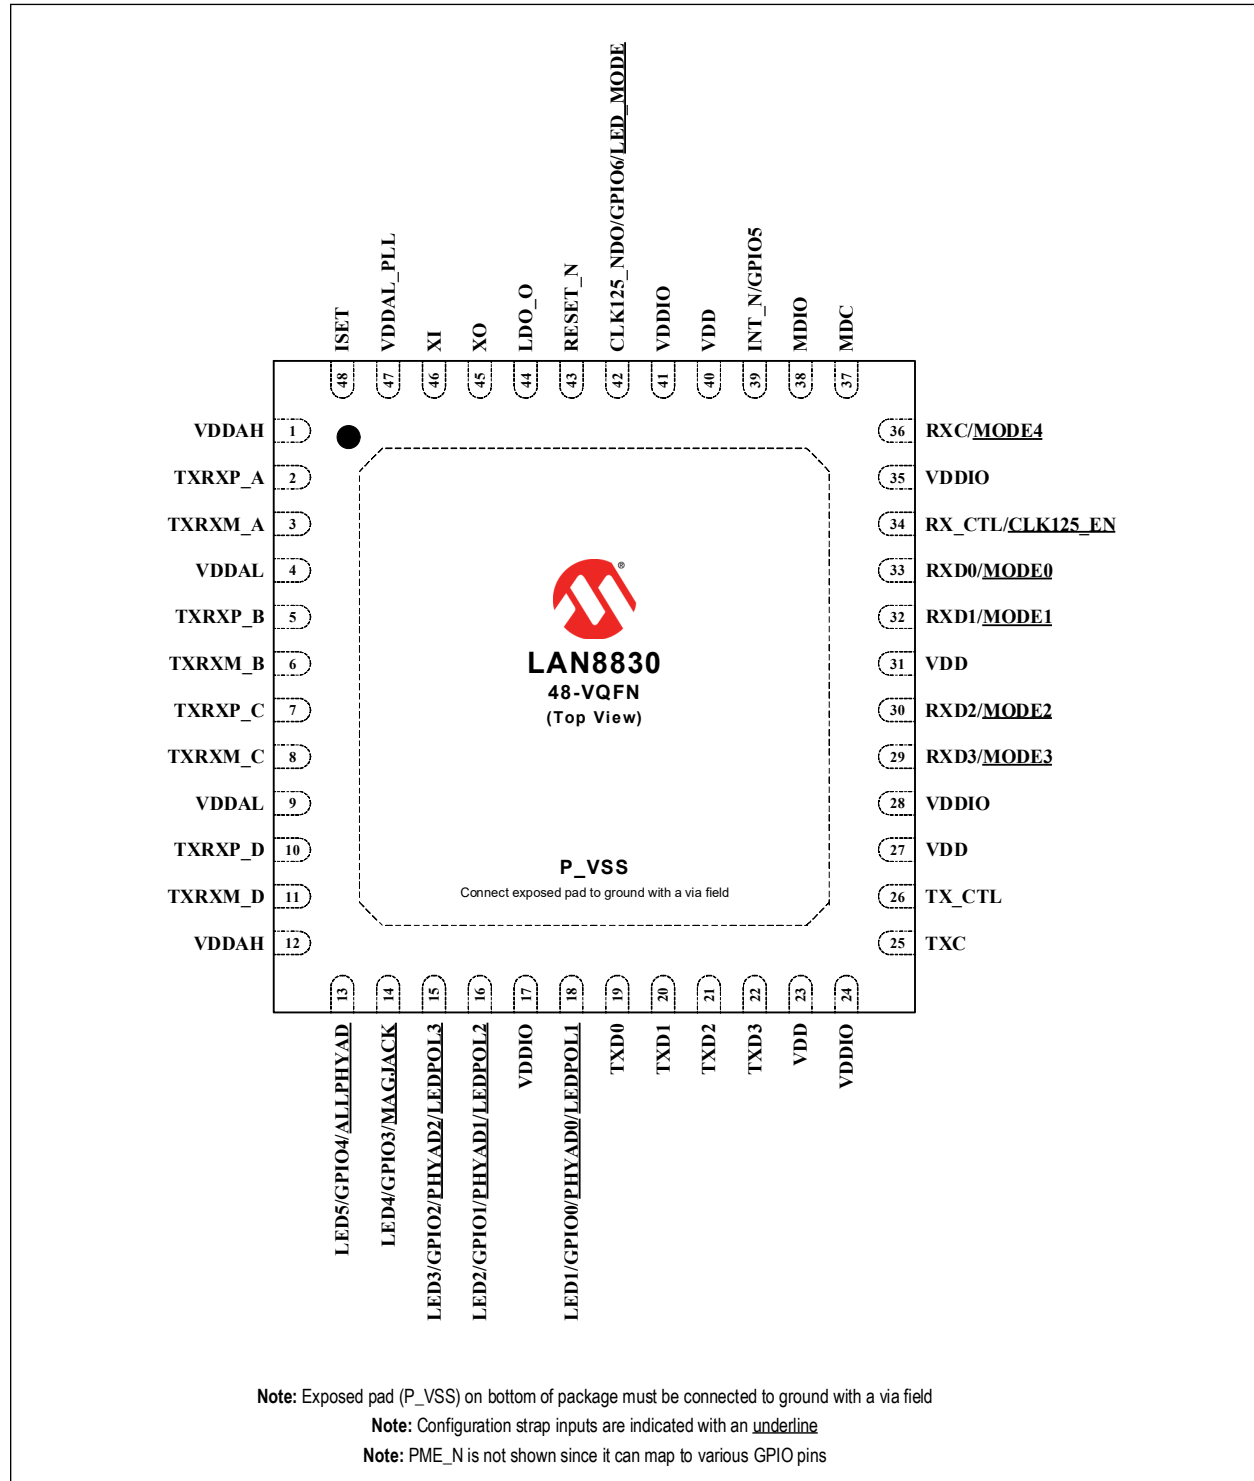 CLK125_NDO/GPIO6/LED_MODE
ISET
VDDAL_PLL
XI
XO
LDO_O
RESET_N
VDDIO
VDD
INT_N/GPIO5
MDIO
MDC
48
47
46
45
44
43
42
41
40
39
38
37
VDDAH 1
TXRXP_A 2
TXRXM_A 3
VDDAL 4
TXRXP_B 5
TXRXM_B 6
TXRXP_C 7
TXRXM_C 8
VDDAL 9
TXRXP_D 10
TXRXM_D 11
VDDAH 12
36 RXC/MODE4
35 VDDIO
34 RX_CTL/CLK125_EN
33 RXD0/MODE0
32 RXD1/MODE1
31 VDD
30 RXD2/MODE2
29 RXD3/MODE3
28 VDDIO
27 VDD
26 TX_CTL
25 TXC
®
LAN8830
48-VQFN
(Top View)
P_VSS
Connect exposed pad to ground with a via field
13
14
15
16
17
18
19
20
21
22
23
24
LED5/GPIO4/ALLPHYAD
LED4/GPIO3/MAGJACK
LED3/GPIO2/PHYAD2/LEDPOL3
LED2/GPIO1/PHYAD1/LEDPOL2
VDDIO
LED1/GPIO0/PHYAD0/LEDPOL1
TXD0
TXD1
TXD2
TXD3
VDD
VDDIO
Note: Exposed pad (P_VSS) on bottom of package must be connected to ground with a via field
Note: Configuration strap inputs are indicated with an underline
Note: PME_N is not shown since it can map to various GPIO pins